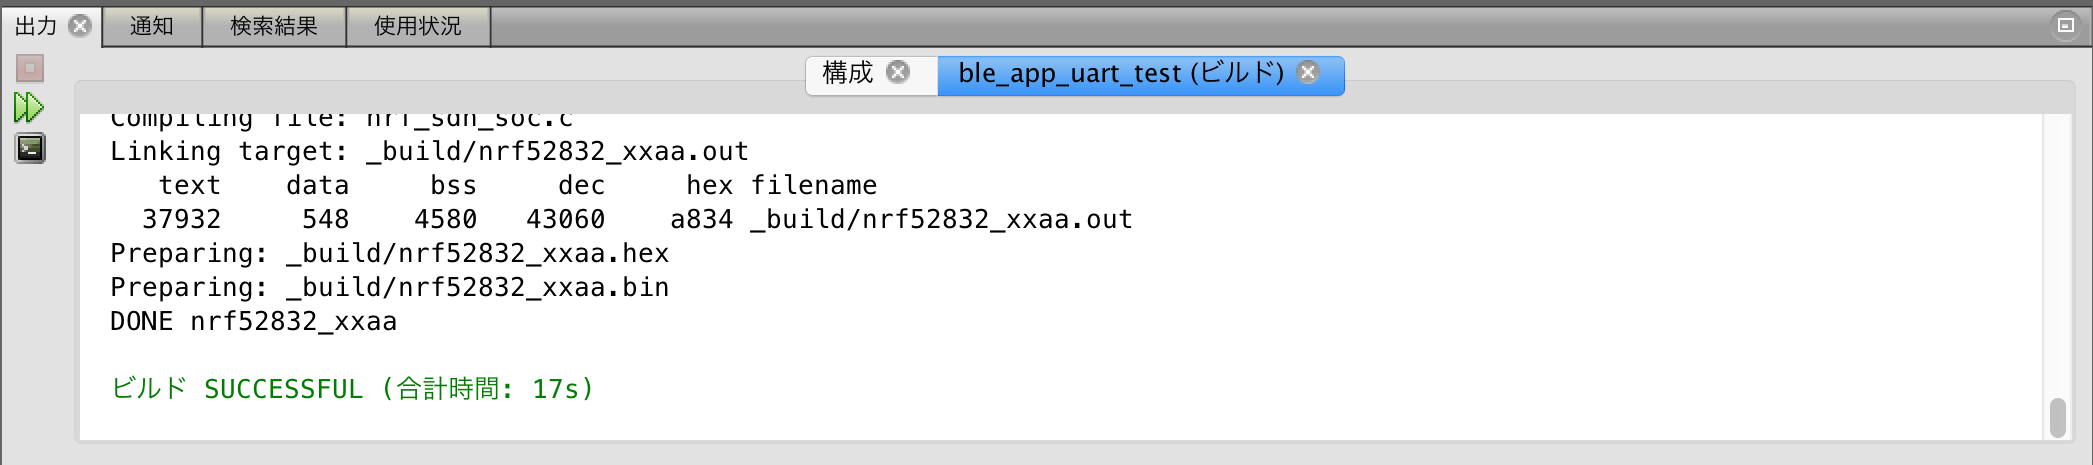 出力 通知 検索結果 使用状況
構成 ble_app_uart_test (ビルド)
Compiling file: nrf_sdh_soc.c
Linking target: _build/nrf52832_xxaa.out
text data bss dec hex filename
37932 548 4580 43060 a834 _build/nrf52832_xxaa.out
Preparing: _build/nrf52832_xxaa.hex
Preparing: _build/nrf52832_xxaa.bin
DONE nrf52832_xxaa
ビルド SUCCESSFUL (合計時間: 17s)